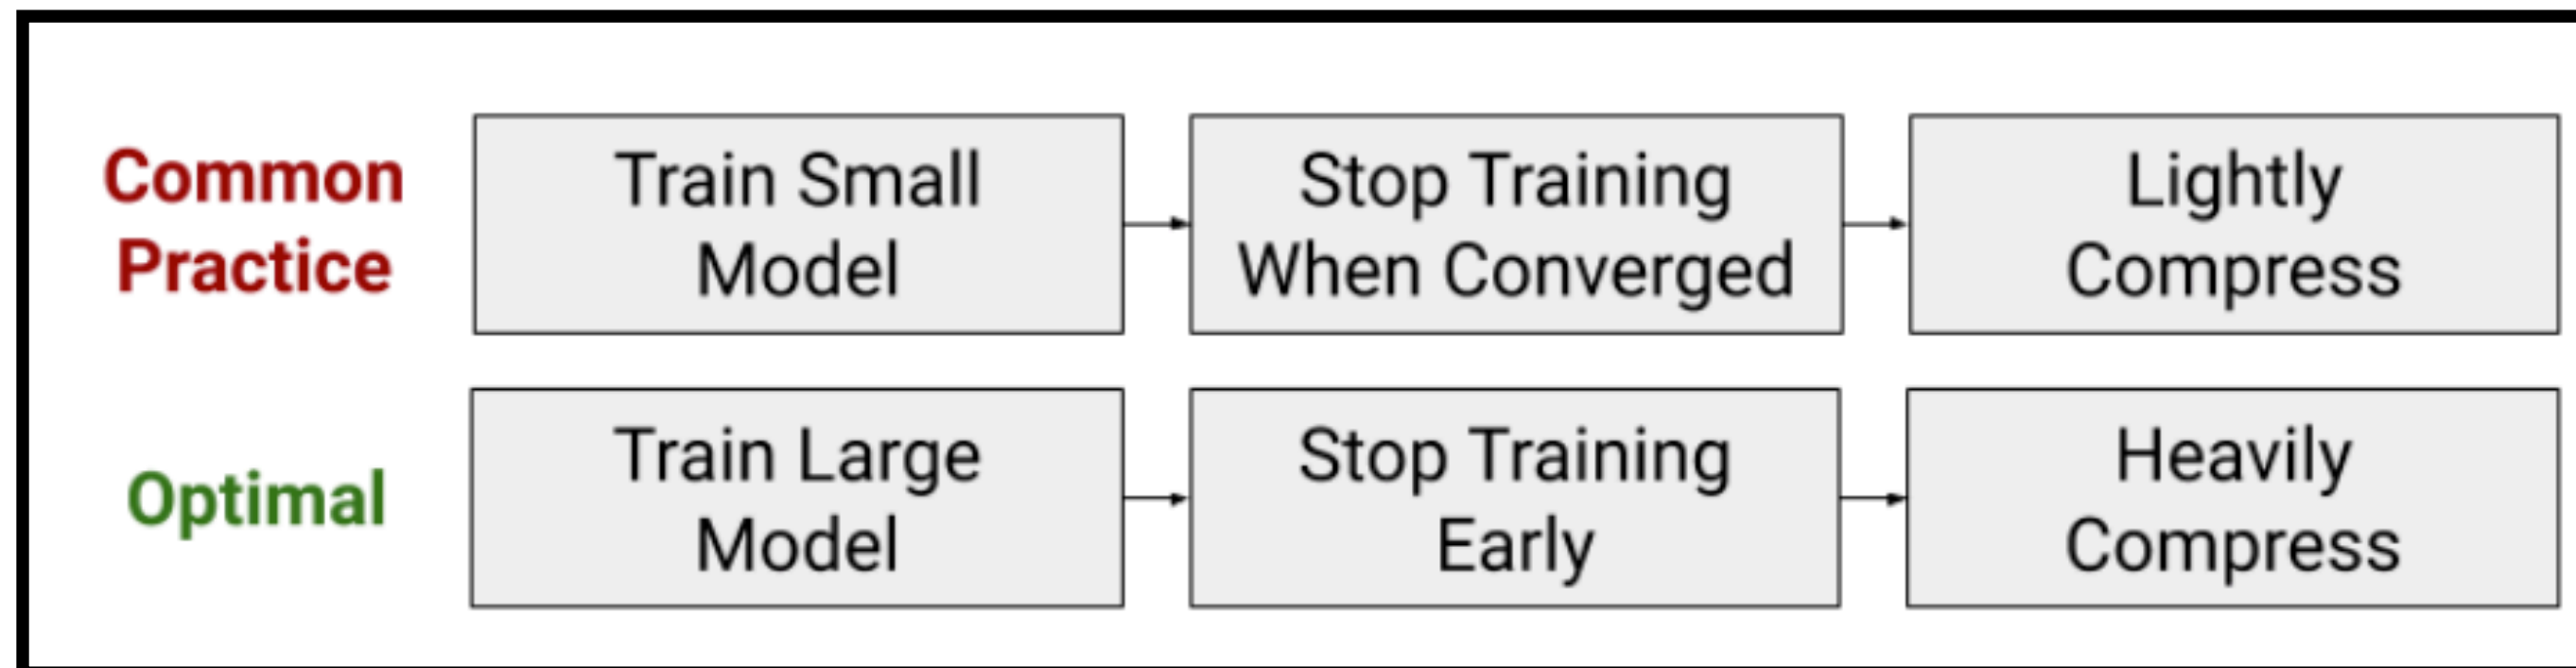 Common
Practice
Train Small
Model
Stop Training
When Converged
Lightly
Compress
Optimal
Train Large
Model
Stop Training
Early
Heavily
Compress